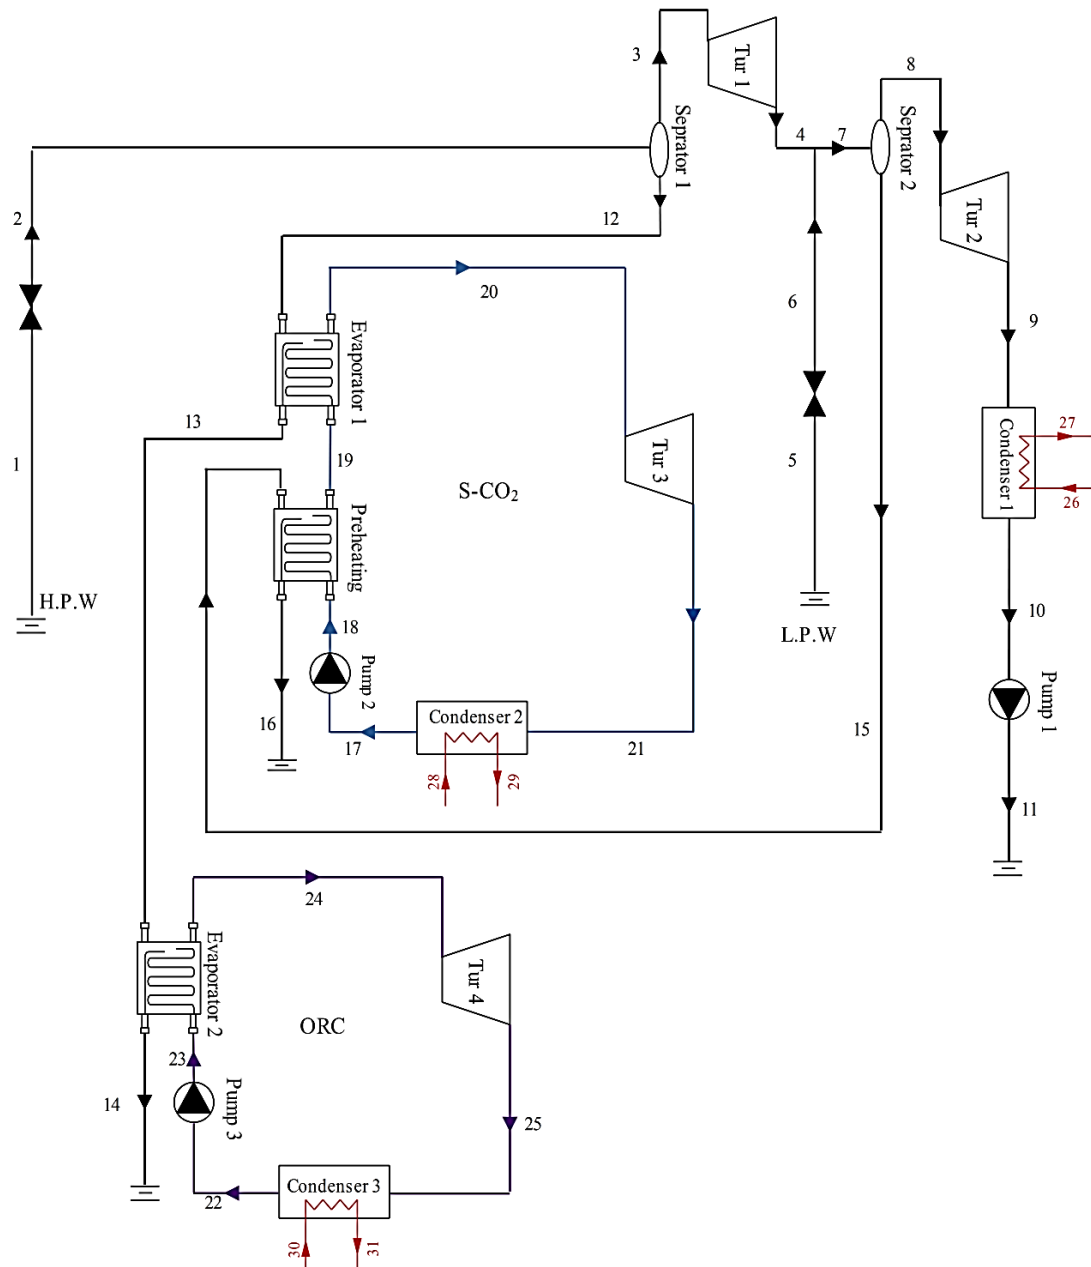 3
Tur 1
8
Seprator 1
4
7
Seprator 2
2
12
Tur 2
20
6
9
Evaporator 1
13
27
1
19
Tur 3
5
Condenser 1
S-CO₂
26
Preheating
H.P.W
L.P.W
18
10
Pump 2
Pump 1
16
Condenser 2
17
21
15
28
29
11
24
Evaporator 2
Tur 4
ORC
23
Pump 3
14
25
Condenser 3
22
30
31